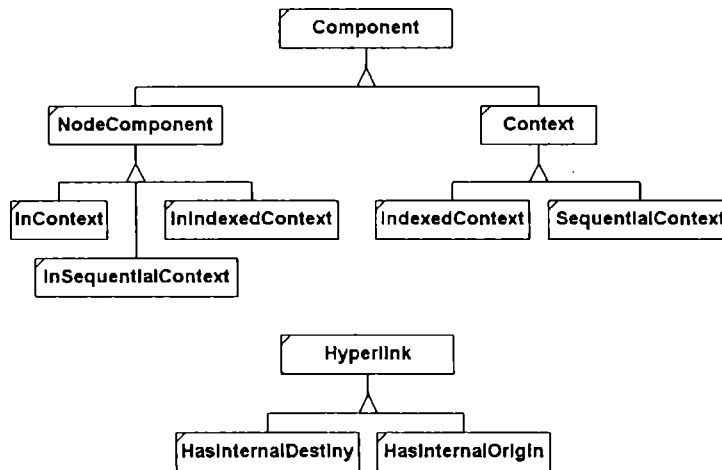 Component
NodeComponent
Context
InContext
InIndexedContext
IndexedContext
SequentialContext
InSequentialContext
Hyperlink
HasInternalDestiny
HasInternalOrigin